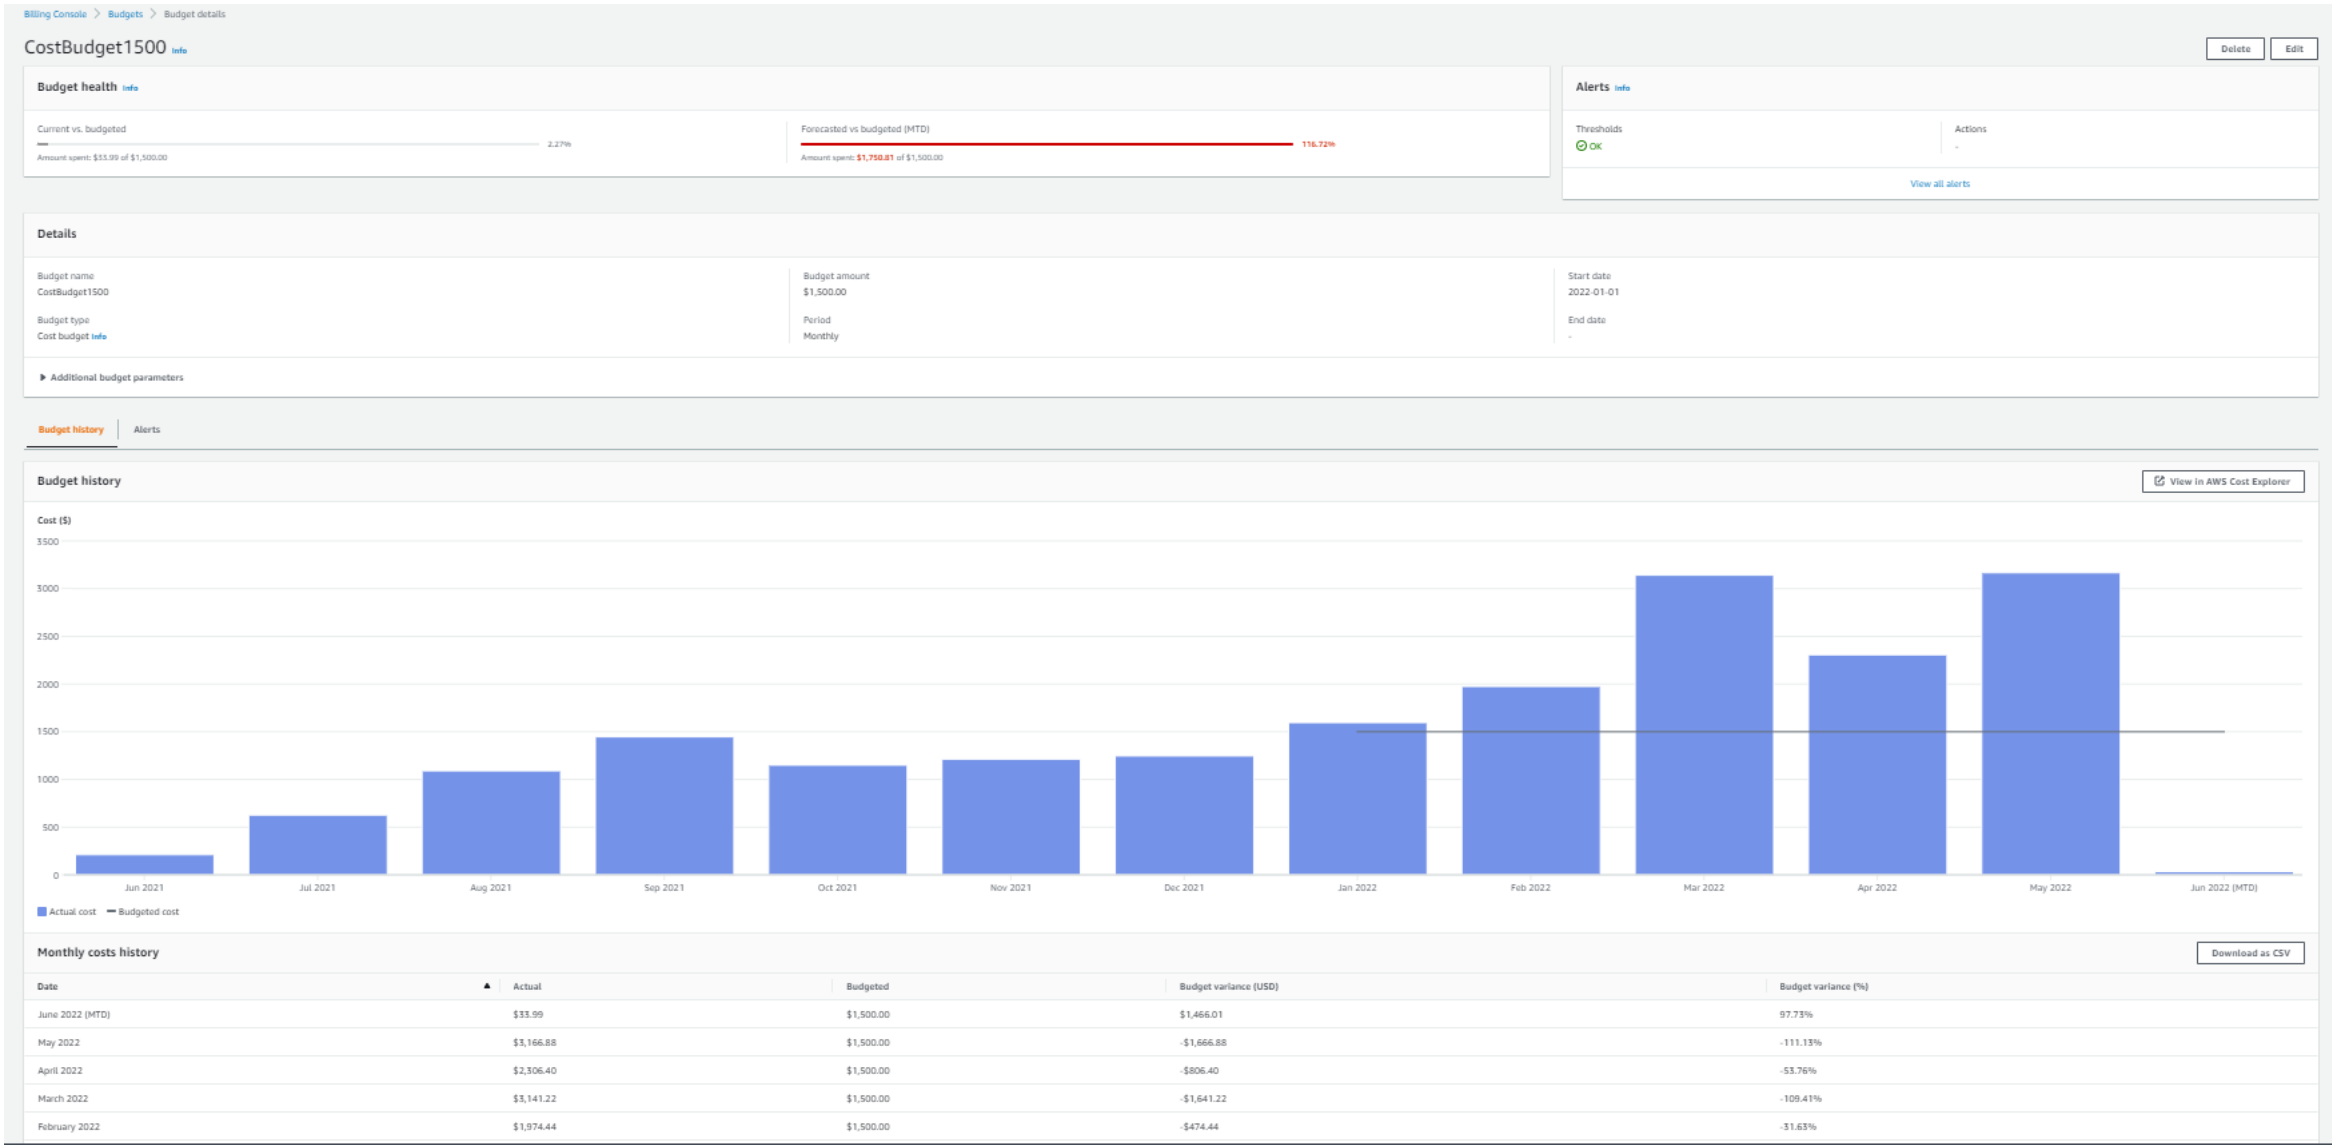 Billing Console > Budgets > Budget details
CostBudget1500 Info
Delete
Edit
Budget health Info
Current vs. budgeted
2.27%
Amount spent: $33.99 of $1,500.00
Forecasted vs budgeted (MTD)
116.72%
Amount spent: $1,750.81 of $1,500.00
Alerts Info
Thresholds
OK
Actions
-
View all alerts
Details
Budget name
CostBudget1500
Budget type
Cost budget Info
Budget amount
$1,500.00
Period
Monthly
Start date
2022-01-01
End date
-
Additional budget parameters
Budget history
Alerts
Budget history
View in AWS Cost Explorer
Cost ($)
3500
3000
2500
2000
1500
1000
500
0
Jun 2021 Jul 2021 Aug 2021 Sep 2021 Oct 2021 Nov 2021 Dec 2021 Jan 2022 Feb 2022 Mar 2022 Apr 2022 May 2022 Jun 2022 (MTD)
Actual cost Budgeted cost
Monthly costs history
Download as CSV
Date Actual Budgeted Budget variance (USD) Budget variance (%)
June 2022 (MTD) $33.99 $1,500.00 $1,466.01 97.73%
May 2022 $3,166.88 $1,500.00 -$1,666.88 -111.13%
April 2022 $2,306.40 $1,500.00 -$806.40 -53.76%
March 2022 $3,141.22 $1,500.00 -$1,641.22 -109.41%
February 2022 $1,974.44 $1,500.00 -$474.44 -31.63%